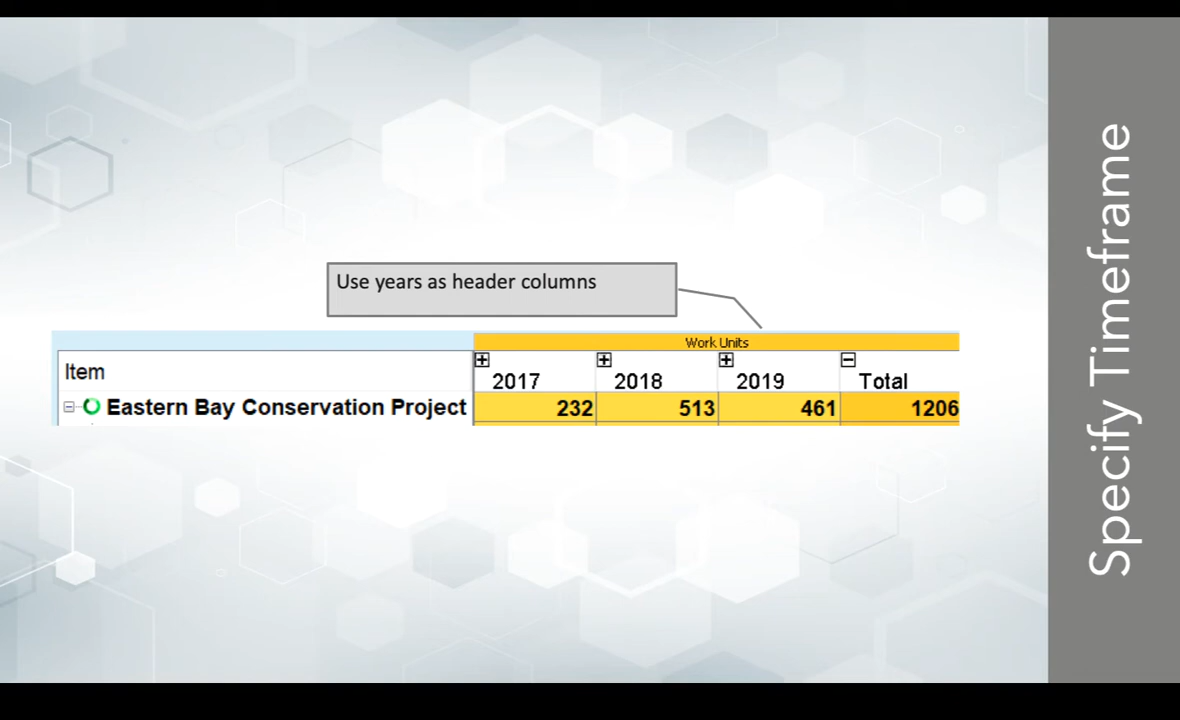 Use years as header columns
Work Units
Item 2017 2018 2019 Total
Eastern Bay Conservation Project 232 513 461 1206
Specify Timeframe